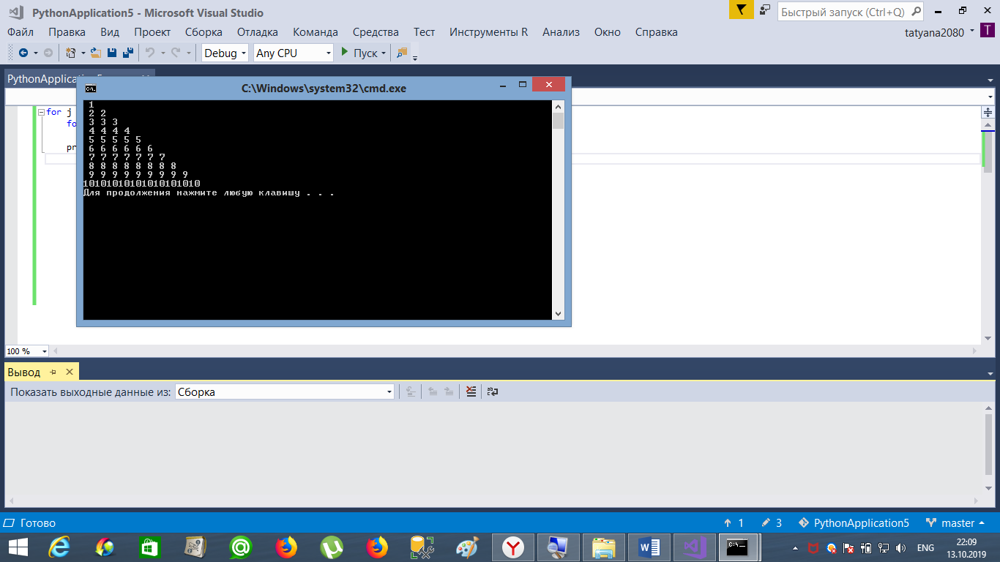 PythonApplication5 - Microsoft Visual Studio
Быстрый запуск (Ctrl+Q)
Файл Правка Вид Проект Сборка Отладка Команда Средства Тест Инструменты R Анализ Окно Справка
tatyana2080 T
Debug Any CPU Пуск
C:\Windows\system32\cmd.exe
for j
1
2 2
3 3 3
4 4 4 4
5 5 5 5 5
6 6 6 6 6 6
7 7 7 7 7 7 7
8 8 8 8 8 8 8 8
9 9 9 9 9 9 9 9 9
10101010101010101010
Для продолжения нажмите любую клавишу . . .
100 %
Вывод
Показать выходные данные из: Сборка
Готово
1 3 PythonApplication5 master
ENG
22:09
13.10.2019